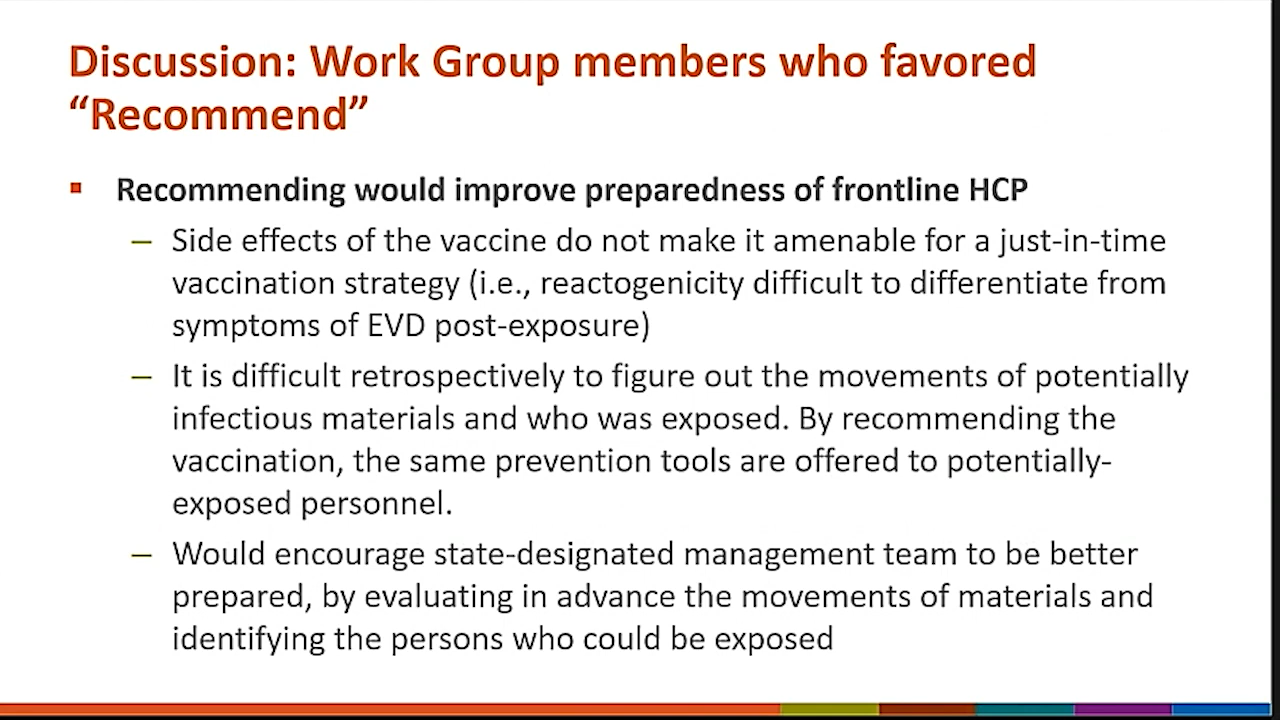 Discussion: Work Group members who favored
“Recommend”
▪ Recommending would improve preparedness of frontline HCP
– Side effects of the vaccine do not make it amenable for a just-in-time
vaccination strategy (i.e., reactogenicity difficult to differentiate from
symptoms of EVD post-exposure)
– It is difficult retrospectively to figure out the movements of potentially
infectious materials and who was exposed. By recommending the
vaccination, the same prevention tools are offered to potentially-
exposed personnel.
– Would encourage state-designated management team to be better
prepared, by evaluating in advance the movements of materials and
identifying the persons who could be exposed